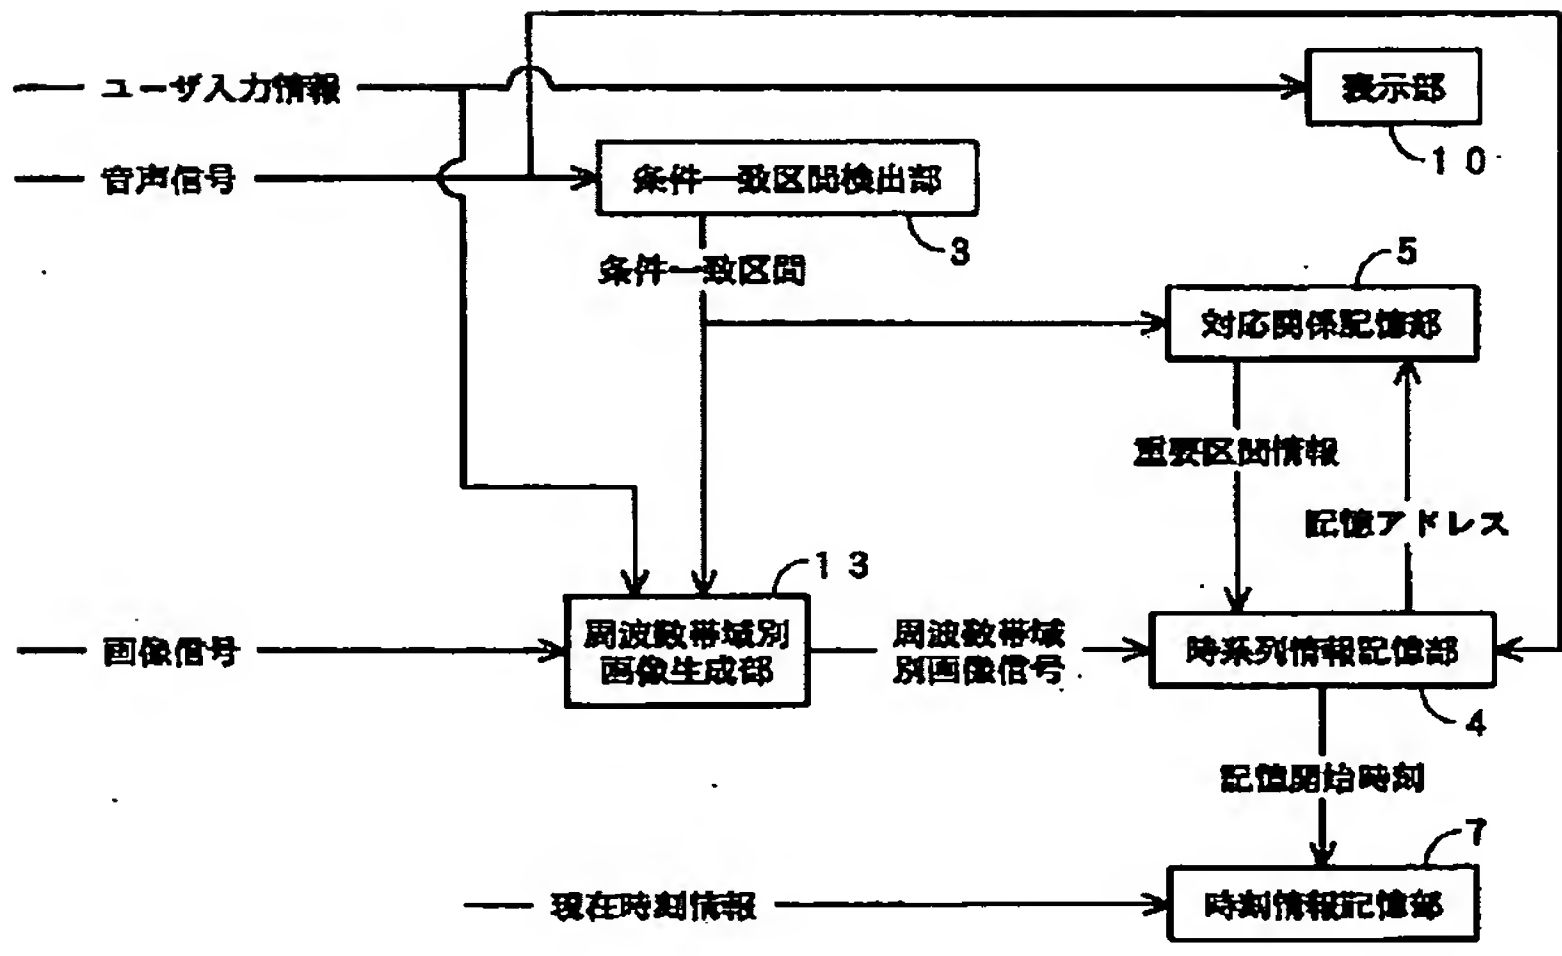 ユーザ入力情報
表示部
10
音声信号
条件一致区間検出部
3
条件一致区間
5
対応関係記憶部
重要区間情報
記憶アドレス
13
画像信号
周波数帯域別
画像生成部
周波数帯域
別画像信号
時系列情報記憶部
4
記憶開始時刻
7
現在時刻情報
時刻情報記憶部